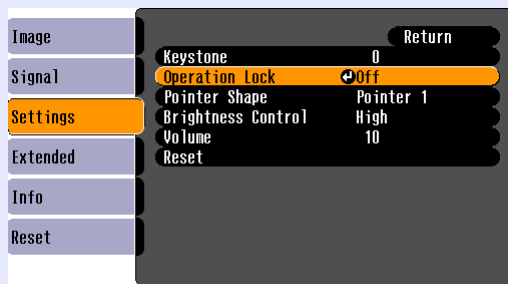 Image
Signal
Settings
Extended
Info
Reset
Return
Keystone 0
Operation Lock Off
Pointer Shape Pointer 1
Brightness Control High
Volume 10
Reset